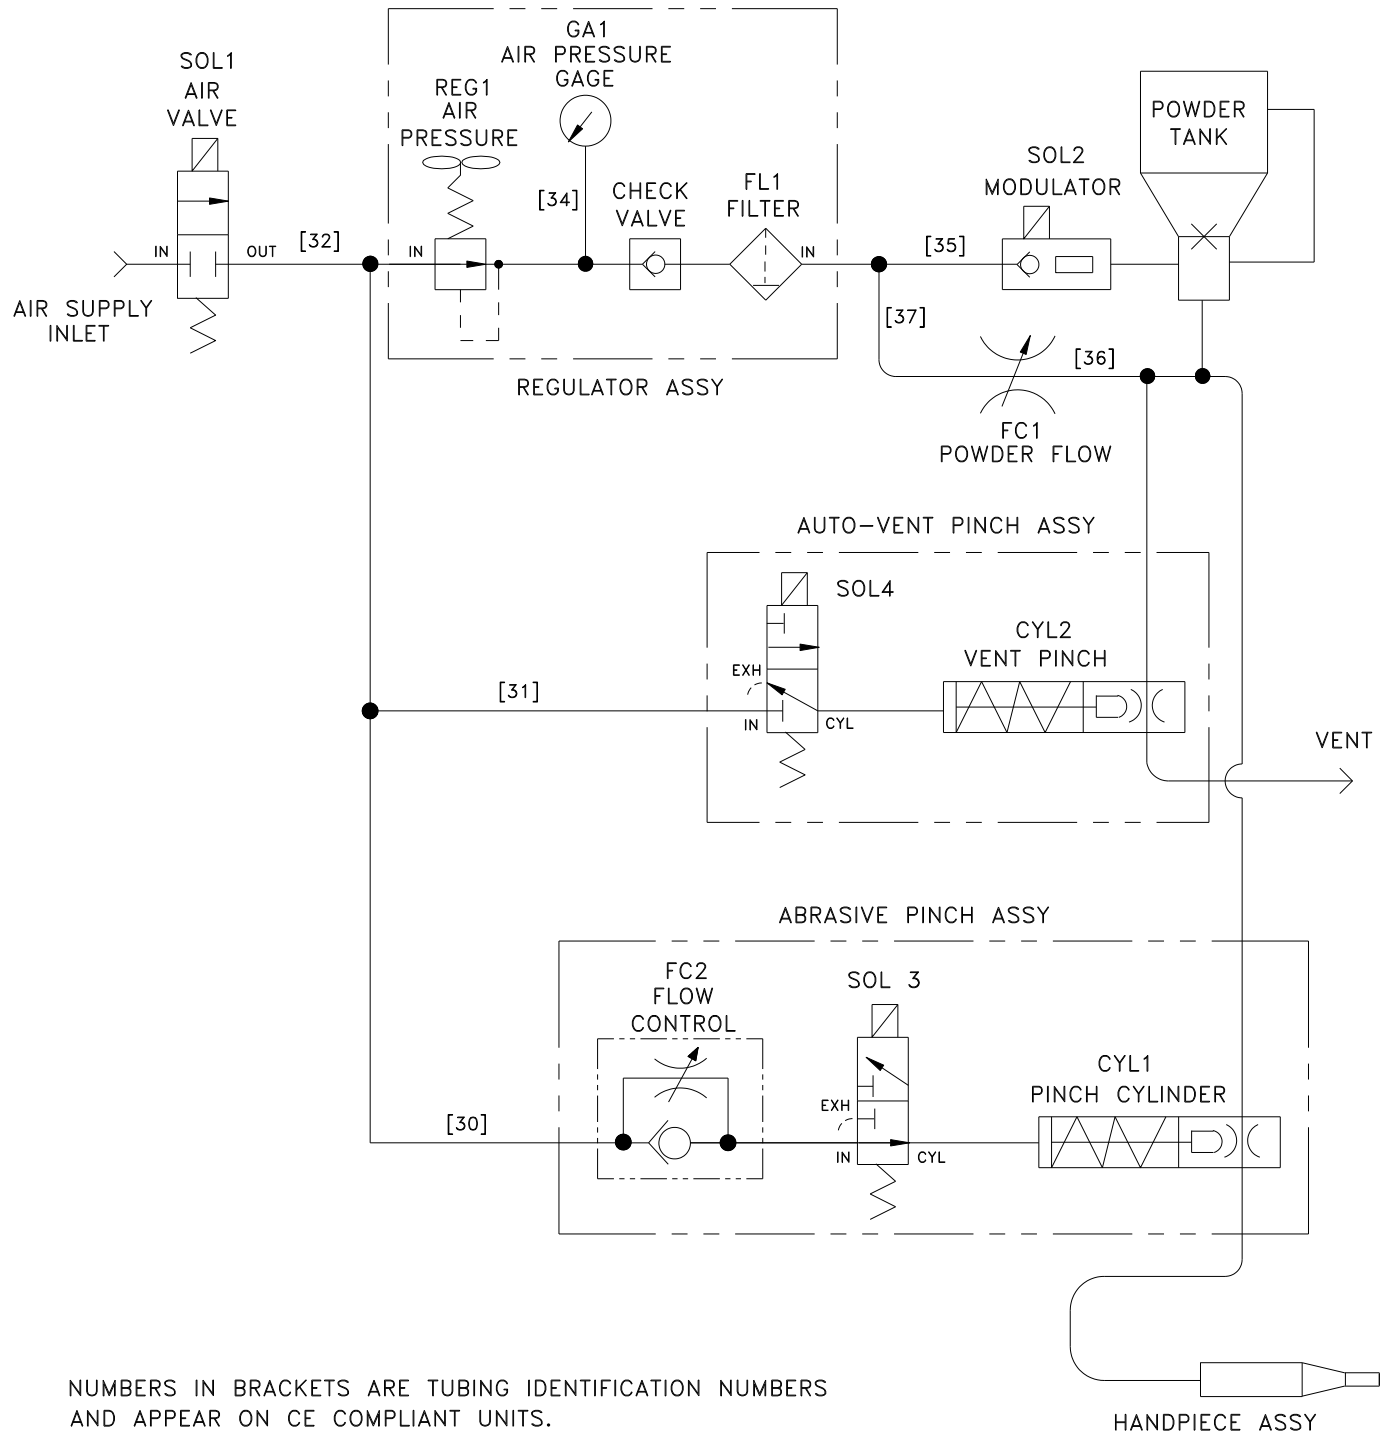 SOL1
AIR
VALVE
IN
OUT
[32]
AIR SUPPLY
INLET
GA1
AIR PRESSURE
GAGE
REG1
AIR
PRESSURE
IN
[34]
CHECK
VALVE
FL1
FILTER
IN
REGULATOR ASSY
[35]
[37]
SOL2
MODULATOR
POWDER
TANK
[36]
FC1
POWDER FLOW
AUTO-VENT PINCH ASSY
SOL4
EXH
IN
CYL
[31]
CYL2
VENT PINCH
VENT
ABRASIVE PINCH ASSY
FC2
FLOW
CONTROL
[30]
SOL 3
EXH
IN
CYL
CYL1
PINCH CYLINDER
HANDPIECE ASSY
NUMBERS IN BRACKETS ARE TUBING IDENTIFICATION NUMBERS
AND APPEAR ON CE COMPLIANT UNITS.